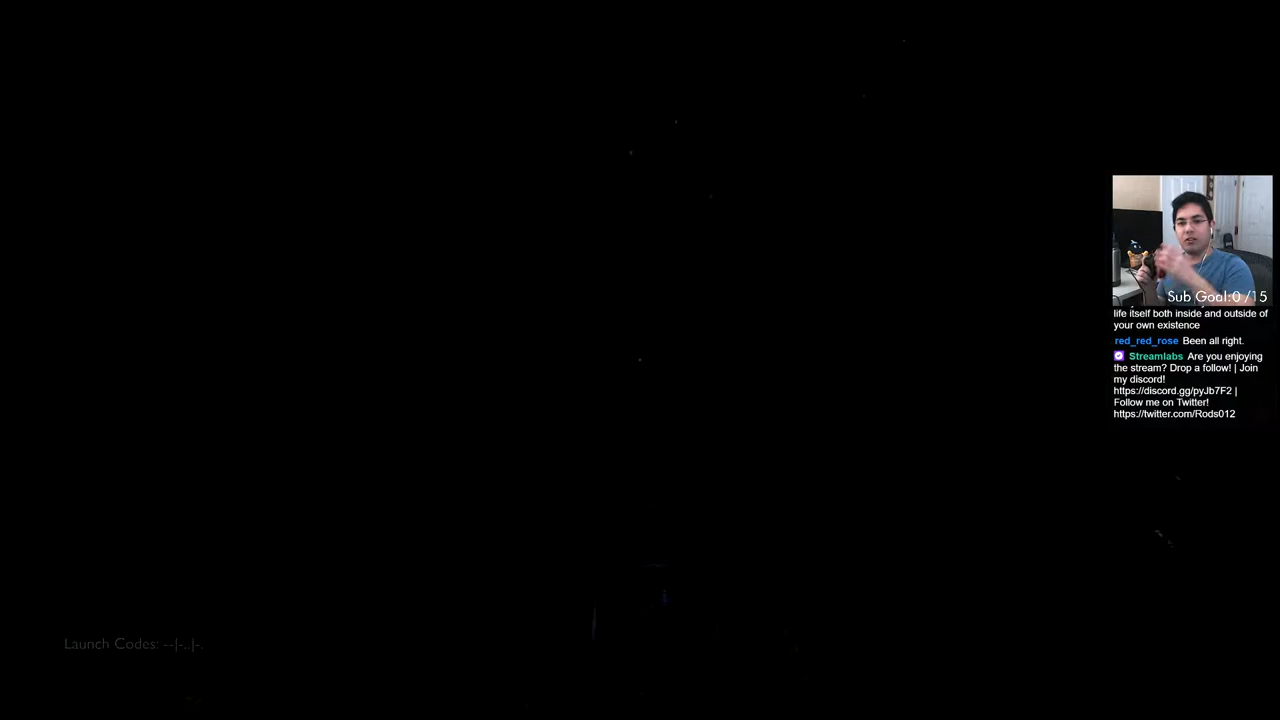 Sub Goal:0 /15
life itself both inside and outside of
your own existence
red_red_rose Been all right.
Streamlabs Are you enjoying
the stream? Drop a follow! | Join
my discord!
https://discord.gg/pyJb7F2 |
Follow me on Twitter!
https://twitter.com/Rods012
Launch Codes: --|-..|-.